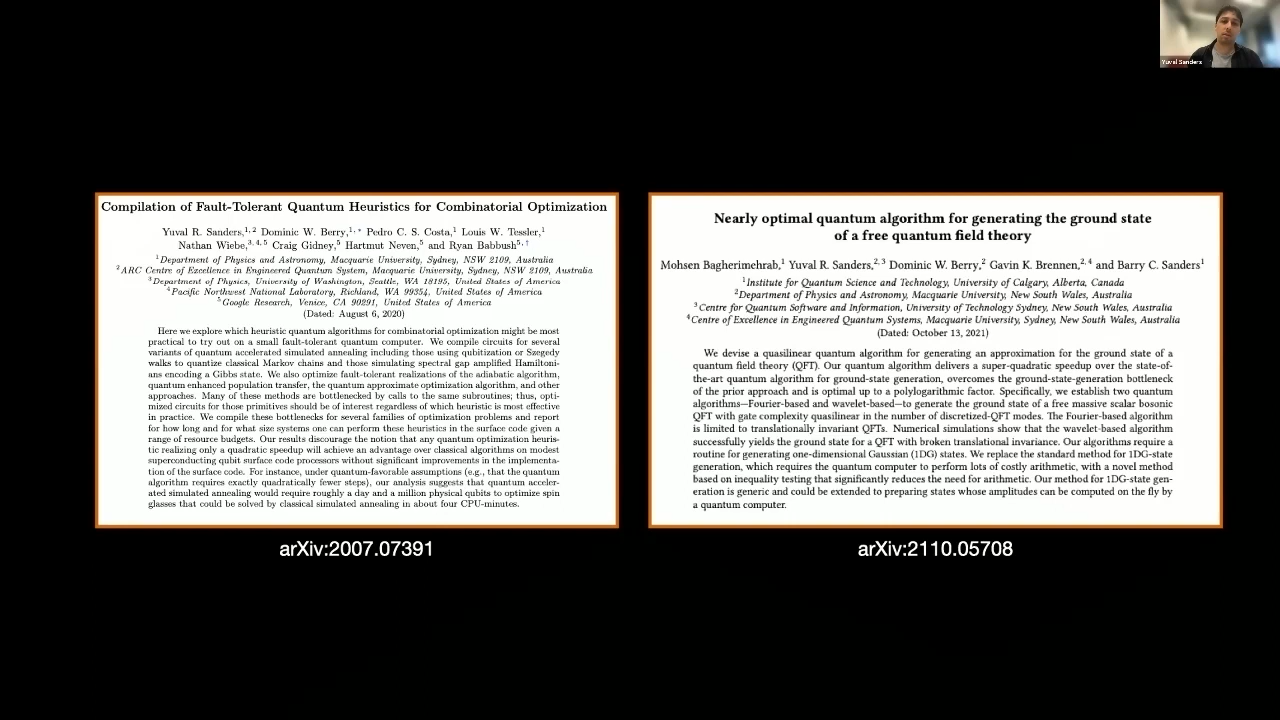 Yuval Sanders
Compilation of Fault-Tolerant Quantum Heuristics for Combinatorial Optimization
Yuval R. Sanders,1, 2 Dominic W. Berry,1, * Pedro C. S. Costa,1 Louis W. Tessler,1
Nathan Wiebe,3, 4, 5 Craig Gidney,5 Hartmut Neven,5 and Ryan Babbush5, †
1Department of Physics and Astronomy, Macquarie University, Sydney, NSW 2109, Australia
2ARC Centre of Excellence in Engineered Quantum System, Macquarie University, Sydney, NSW 2109, Australia
3Department of Physics, University of Washington, Seattle, WA 18195, United States of America
4Pacific Northwest National Laboratory, Richland, WA 99354, United States of America
5Google Research, Venice, CA 90291, United States of America
(Dated: August 6, 2020)
Here we explore which heuristic quantum algorithms for combinatorial optimization might be most
practical to try out on a small fault-tolerant quantum computer. We compile circuits for several
variants of quantum accelerated simulated annealing including those using qubitization or Szegedy
walks to quantize classical Markov chains and those simulating spectral gap amplified Hamiltoni-
ans encoding a Gibbs state. We also optimize fault-tolerant realizations of the adiabatic algorithm,
quantum enhanced population transfer, the quantum approximate optimization algorithm, and other
approaches. Many of these methods are bottlenecked by calls to the same subroutines; thus, opti-
mized circuits for those primitives should be of interest regardless of which heuristic is most effective
in practice. We compile these bottlenecks for several families of optimization problems and report
for how long and for what size systems one can perform these heuristics in the surface code given a
range of resource budgets. Our results discourage the notion that any quantum optimization heuris-
tic realizing only a quadratic speedup will achieve an advantage over classical algorithms on modest
superconducting qubit surface code processors without significant improvements in the implementa-
tion of the surface code. For instance, under quantum-favorable assumptions (e.g., that the quantum
algorithm requires exactly quadratically fewer steps), our analysis suggests that quantum acceler-
ated simulated annealing would require roughly a day and a million physical qubits to optimize spin
glasses that could be solved by classical simulated annealing in about four CPU-minutes.
arXiv:2007.07391
Nearly optimal quantum algorithm for generating the ground state
of a free quantum field theory
Mohsen Bagherimehrab,1 Yuval R. Sanders,2, 3 Dominic W. Berry,2 Gavin K. Brennen,2, 4 and Barry C. Sanders1
1Institute for Quantum Science and Technology, University of Calgary, Alberta, Canada
2Department of Physics and Astronomy, Macquarie University, New South Wales, Australia
3Centre for Quantum Software and Information, University of Technology Sydney, New South Wales, Australia
4Centre of Excellence in Engineered Quantum Systems, Macquarie University, Sydney, New South Wales, Australia
(Dated: October 13, 2021)
We devise a quasilinear quantum algorithm for generating an approximation for the ground state of a
quantum field theory (QFT). Our quantum algorithm delivers a super-quadratic speedup over the state-of-
the-art quantum algorithm for ground-state generation, overcomes the ground-state-generation bottleneck
of the prior approach and is optimal up to a polylogarithmic factor. Specifically, we establish two quantum
algorithms—Fourier-based and wavelet-based—to generate the ground state of a free massive scalar bosonic
QFT with gate complexity quasilinear in the number of discretized-QFT modes. The Fourier-based algorithm
is limited to translationally invariant QFTs. Numerical simulations show that the wavelet-based algorithm
successfully yields the ground state for a QFT with broken translational invariance. Our algorithms require a
routine for generating one-dimensional Gaussian (1DG) states. We replace the standard method for 1DG-state
generation, which requires the quantum computer to perform lots of costly arithmetic, with a novel method
based on inequality testing that significantly reduces the need for arithmetic. Our method for 1DG-state gen-
eration is generic and could be extended to preparing states whose amplitudes can be computed on the fly by
a quantum computer.
arXiv:2110.05708